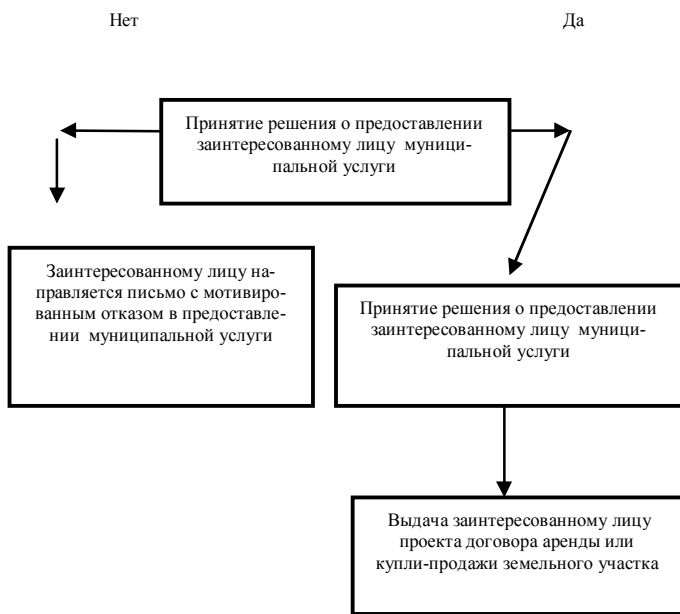 Нет
Да
Принятие решения о предоставлении
заинтересованному лицу муници-
пальной услуги
Заинтересованному лицу на-
правляется письмо с мотивиро-
ванным отказом в предоставле-
нии муниципальной услуги
Принятие решения о предоставлении
заинтересованному лицу муници-
пальной услуги
Выдача заинтересованному лицу
проекта договора аренды или
купли-продажи земельного участка